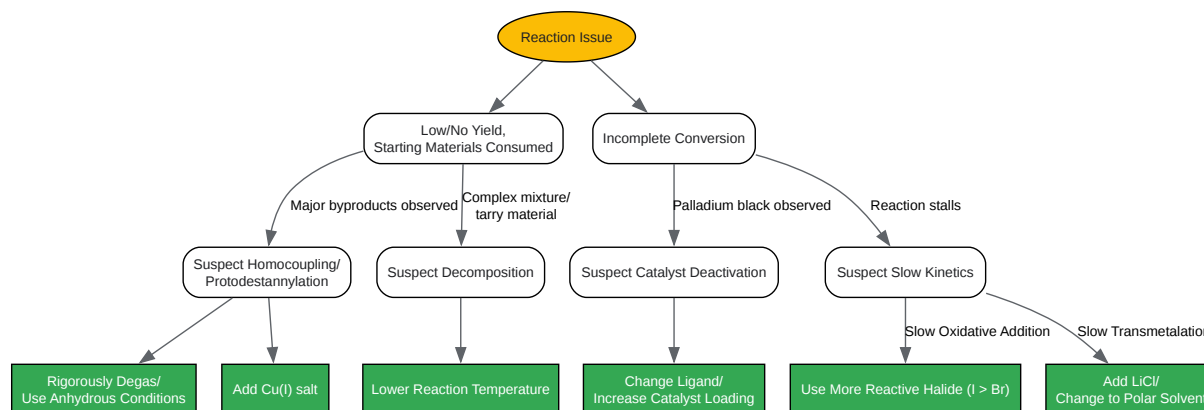 Reaction Issue
Low/No Yield,
Starting Materials Consumed
Incomplete Conversion
Major byproducts observed
Complex mixture/
tarry material
Palladium black observed
Reaction stalls
Suspect Homocoupling/
Protodestannylation
Suspect Decomposition
Suspect Catalyst Deactivation
Suspect Slow Kinetics
Slow Oxidative Addition
Slow Transmetalation
Rigorously Degas/
Use Anhydrous Conditions
Add Cu(I) salt
Lower Reaction Temperature
Change Ligand/
Increase Catalyst Loading
Use More Reactive Halide (I > Br)
Add LiCl/
Change to Polar Solvent